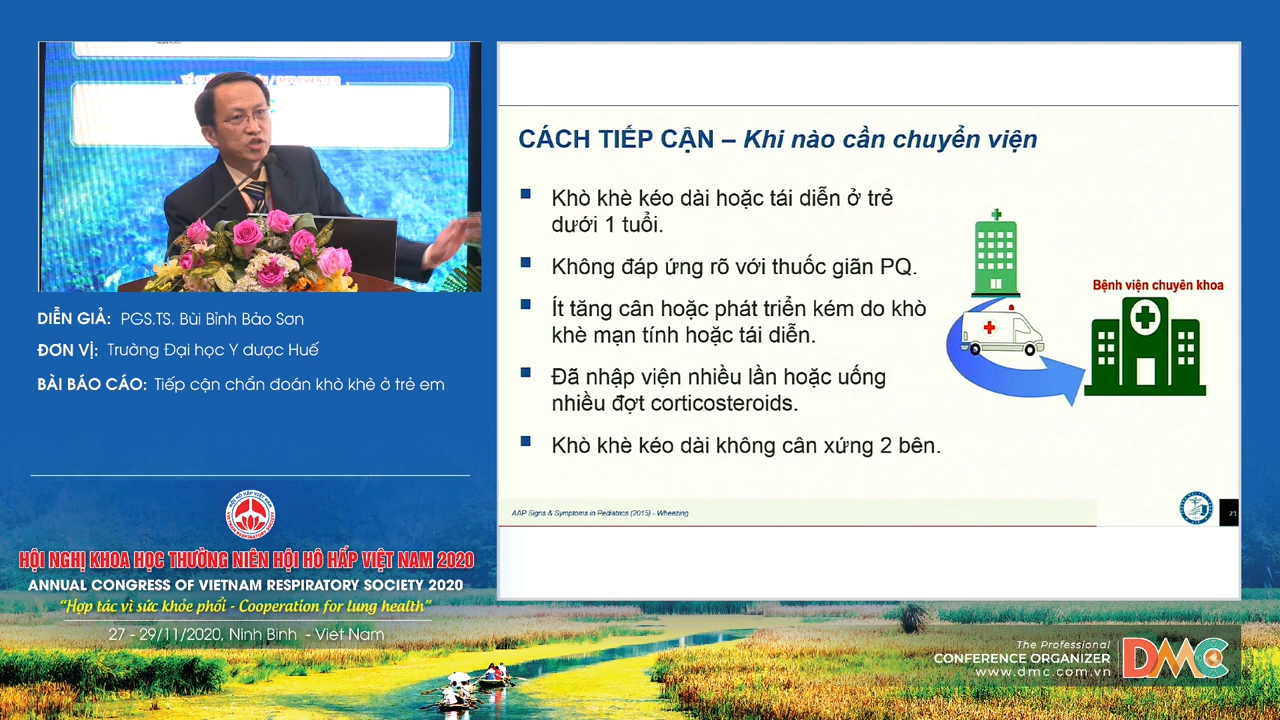 DIỄN GIẢ: PGS.TS. Bùi Bỉnh Bảo Sơn
ĐƠN VỊ: Trường Đại học Y dược Huế
BÀI BÁO CÁO: Tiếp cận chẩn đoán khò khè ở trẻ em
HỘI NGHỊ KHOA HỌC THƯỜNG NIÊN HỘI HÔ HẤP VIỆT NAM 2020
ANNUAL CONGRESS OF VIETNAM RESPIRATORY SOCIETY 2020
“Hợp tác vì sức khỏe phổi - Cooperation for lung health”
27 - 29/11/2020, Ninh Bình - Việt Nam
CÁCH TIẾP CẬN – Khi nào cần chuyển viện
Khò khè kéo dài hoặc tái diễn ở trẻ
dưới 1 tuổi.
Không đáp ứng rõ với thuốc giãn PQ.
Ít tăng cân hoặc phát triển kém do khò
khè mạn tính hoặc tái diễn.
Đã nhập viện nhiều lần hoặc uống
nhiều đợt corticosteroids.
Khò khè kéo dài không cân xứng 2 bên.
Bệnh viện chuyên khoa
AAP Signs & Symptoms in Pediatrics (2015) - Wheezing
21
The Professional
CONFERENCE ORGANIZER
www.dmc.com.vn
DMC